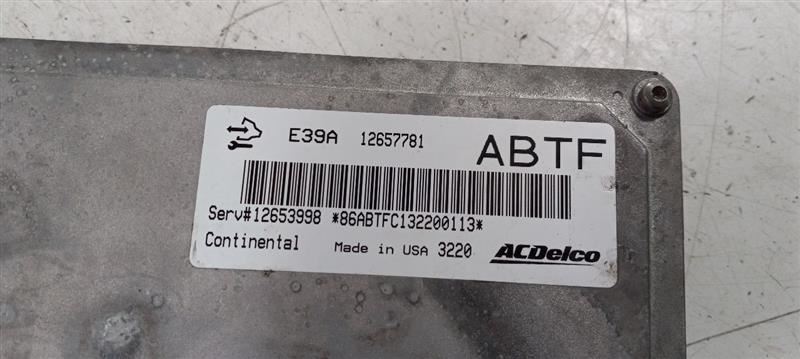 E39A 12657781 ABTF
Serv#12653998 *86ABTFC132200113*
Continental Made in USA 3220 ACDelco